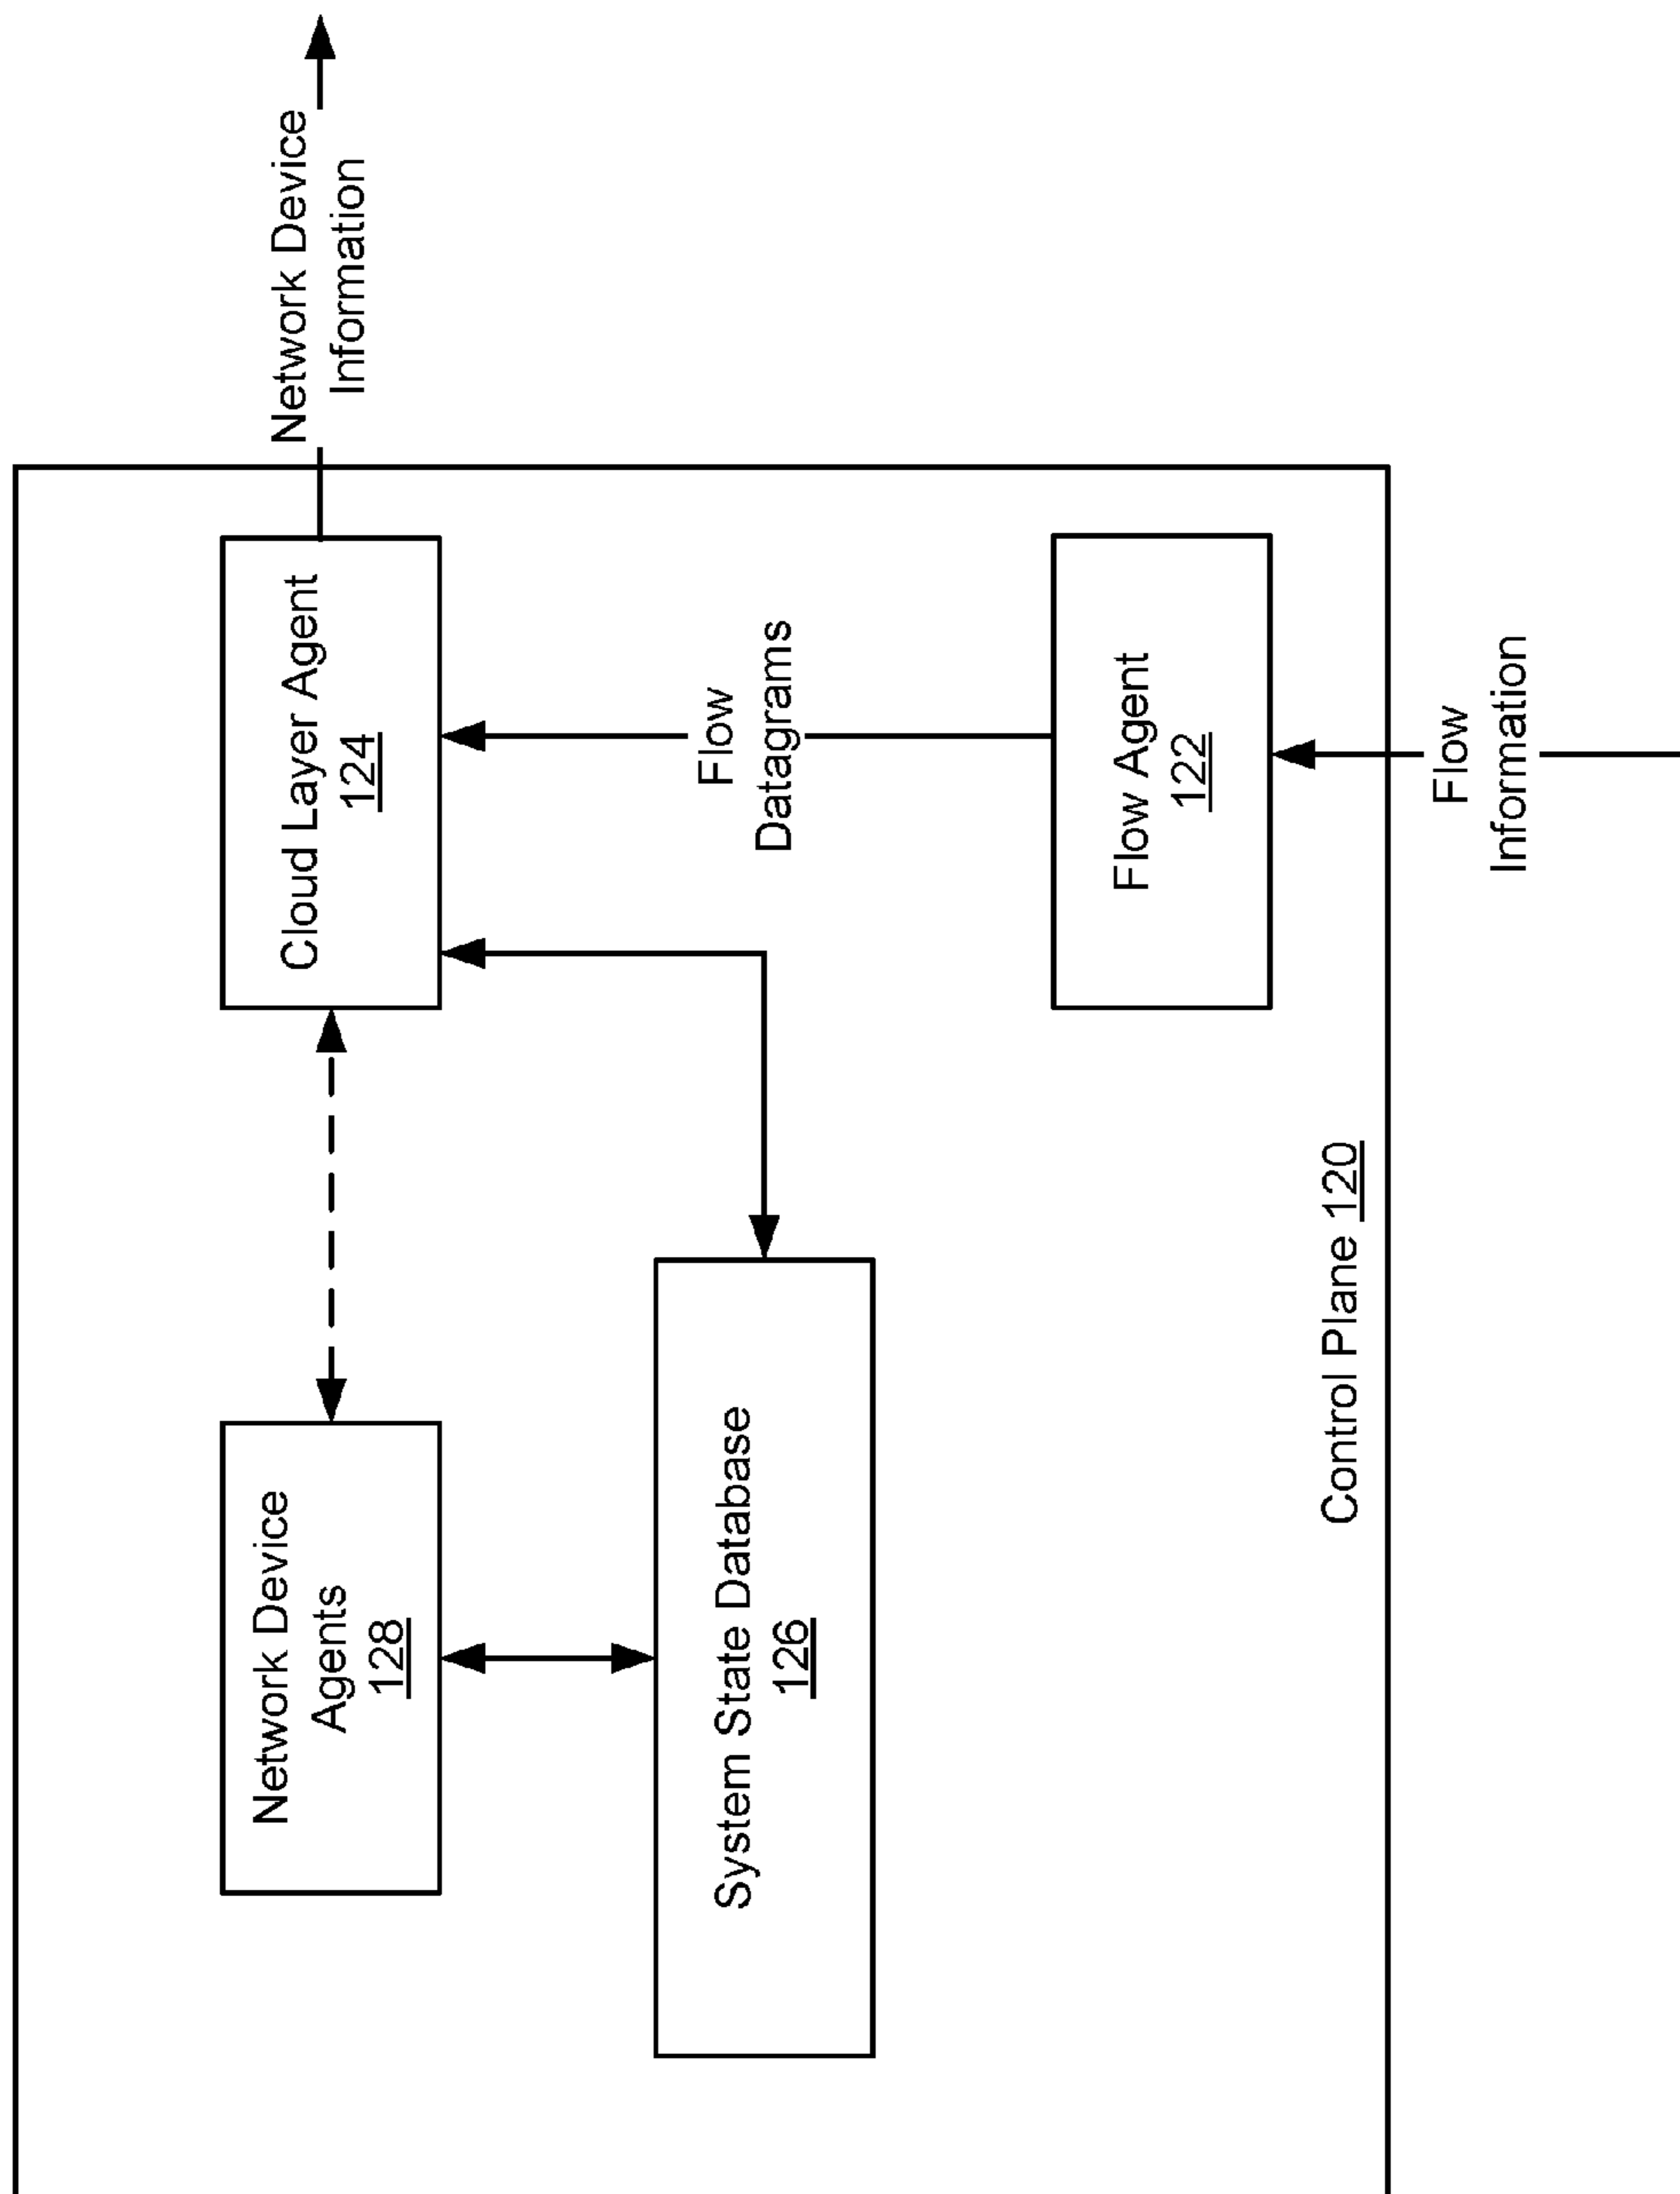 Network Device
Agents
128
Cloud Layer Agent
124
Network Device
Information
System State Database
126
Flow
Datagrams
Flow Agent
122
Control Plane 120
Flow
Information